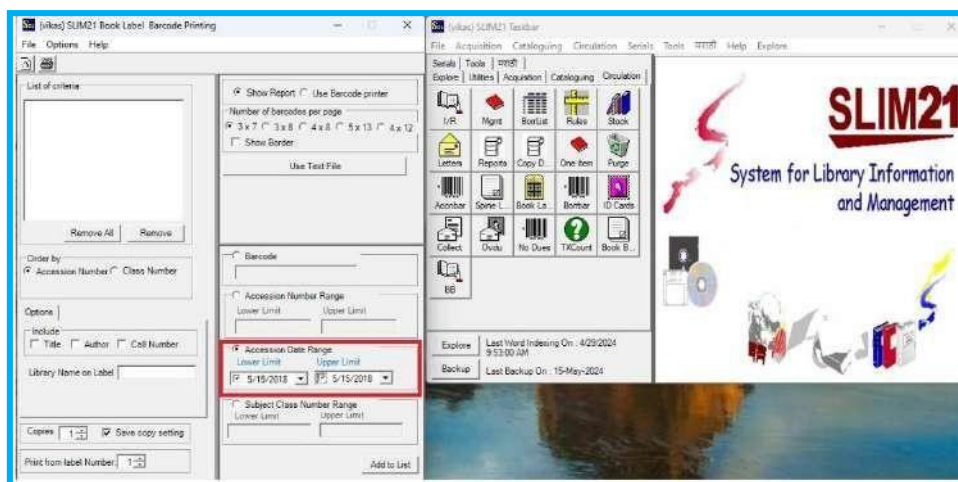 (vikas) SLIM21 Book Label Barcode Printing
File Options Help
List of criteria
Remove All Remove
Order by
Accession Number Class Number
Options
Include
Title Author Call Number
Library Name on Label
Copies 1 Save copy setting
Print from label Number: 1
Show Report Use Barcode printer
Number of barcodes per page
3 x 7 3 x 8 4 x 8 5 x 13 4 x 12
Show Border
Use Text File
Barcode
Accession Number Range
Lower Limit Upper Limit
Accession Date Range
Lower Limit Upper Limit
5/15/2018 5/15/2018
Subject Class Number Range
Lower Limit Upper Limit
Add to List
(vikas) SLIM21 Taskbar
File Acquisition Cataloguing Circulation Serials Tools मराठी Help Explore
Serials Tools मराठी
Explore Utilities Acquisition Cataloguing Circulation
I/R Mgmt BorrList Rules Stock
Letters Reports Copy D... One item Purge
Accnbar Spine L... Book La... Borrbar ID Cards
Collect Ovdu No Dues TXCount Book B...
BB
Explore Last Word Indexing On : 4/29/2024
9:53:00 AM
Backup Last Backup On : 15-May-2024
SLIM21
System for Library Information
and Management